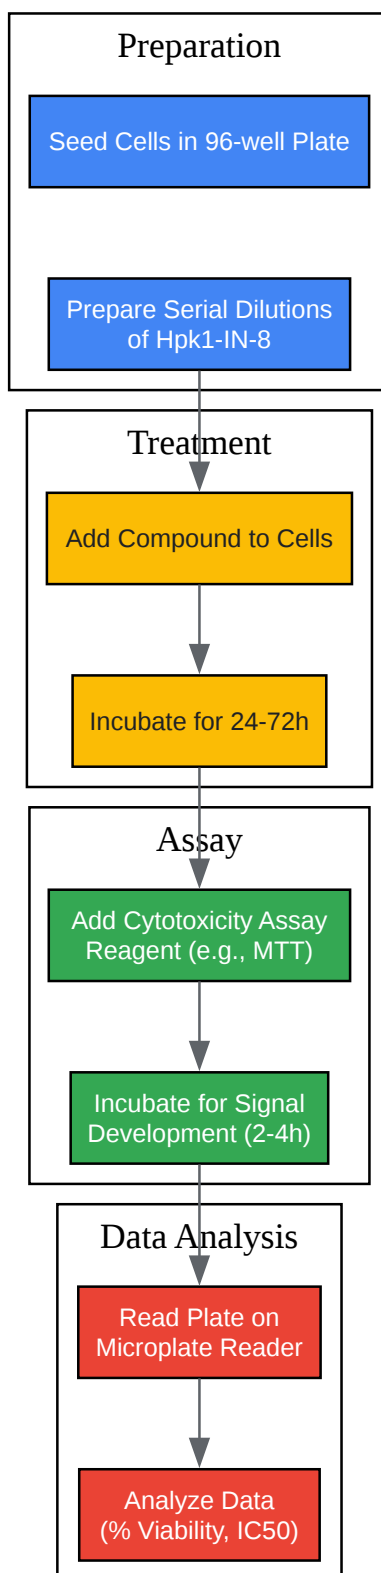 Preparation
Seed Cells in 96-well Plate
Prepare Serial Dilutions
of Hpk1-IN-8
Treatment
Add Compound to Cells
Incubate for 24-72h
Assay
Add Cytotoxicity Assay
Reagent (e.g., MTT)
Incubate for Signal
Development (2-4h)
Data Analysis
Read Plate on
Microplate Reader
Analyze Data
(% Viability, IC50)